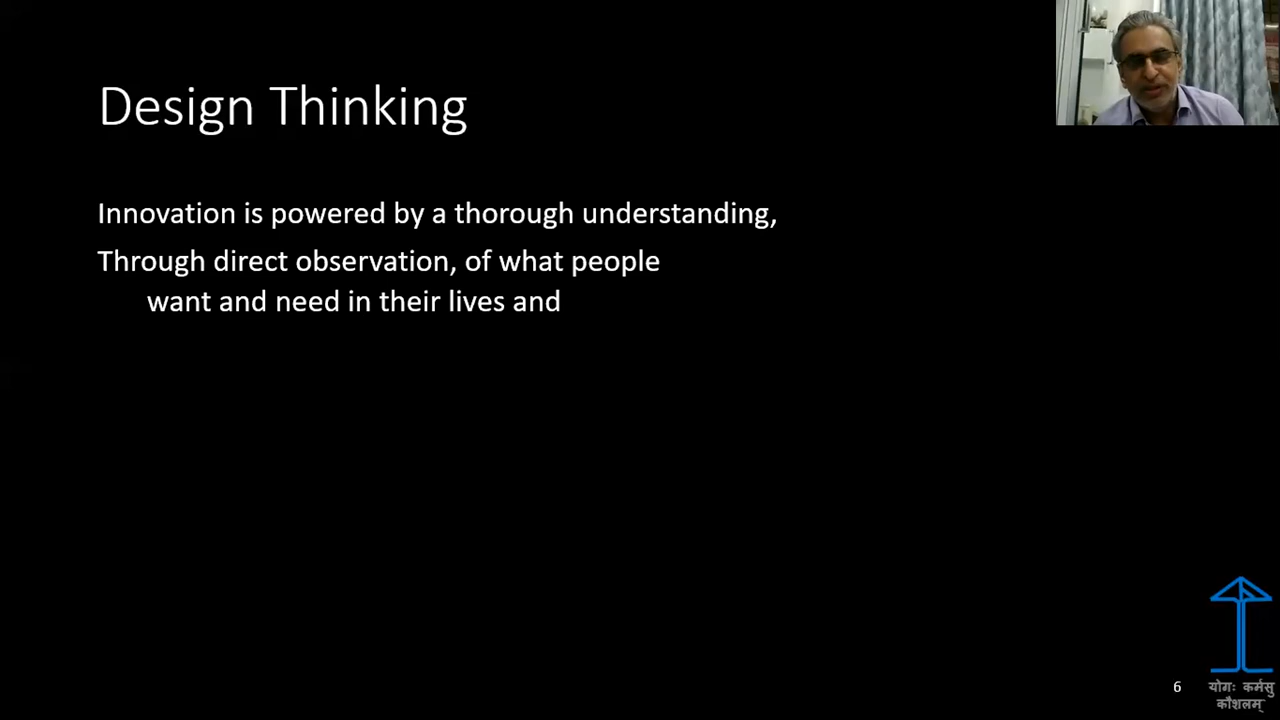 Design Thinking
Innovation is powered by a thorough understanding,
Through direct observation, of what people
want and need in their lives and
6
योगः कर्मसु
कौशलम्